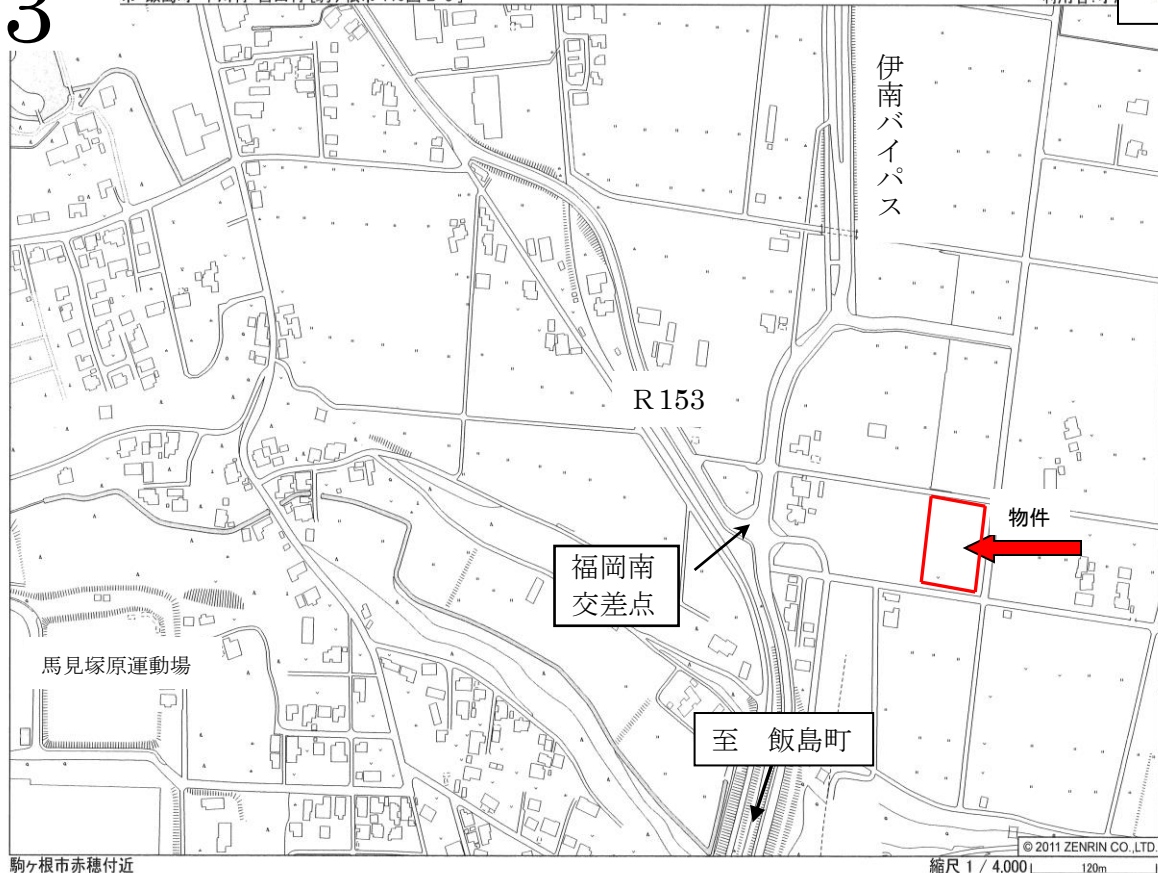 3
伊南バイパス
R153
物件
福岡南
交差点
馬見塚原運動場
至 飯島町
© 2011 ZENRIN CO.,LTD.
駒ヶ根市赤穂付近
縮尺 1 / 4,000
120m